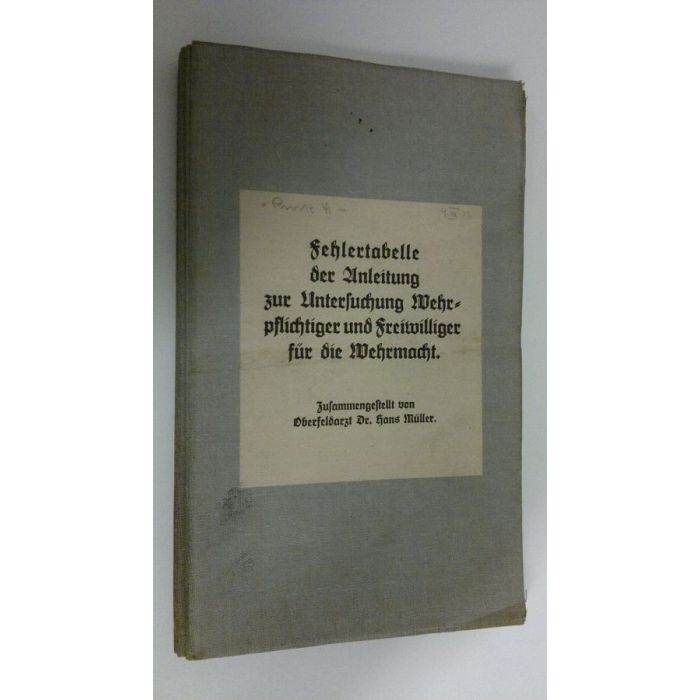 Fehlertabelle
der Anleitung
zur Untersuchung Wehr-
pflichtiger und Freiwilliger
für die Wehrmacht.
Zusammengestellt von
Oberfeldarzt Dr. Hans Müller.